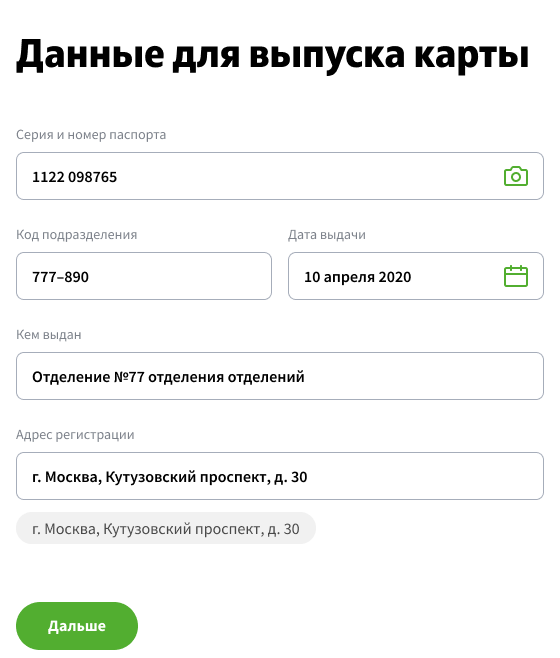 Данные для выпуска карты
Серия и номер паспорта
1122 098765
Код подразделения
Дата выдачи
777–890
10 апреля 2020
Кем выдан
Отделение №77 отделения отделений
Адрес регистрации
г. Москва, Кутузовский проспект, д. 30
г. Москва, Кутузовский проспект, д. 30
Дальше